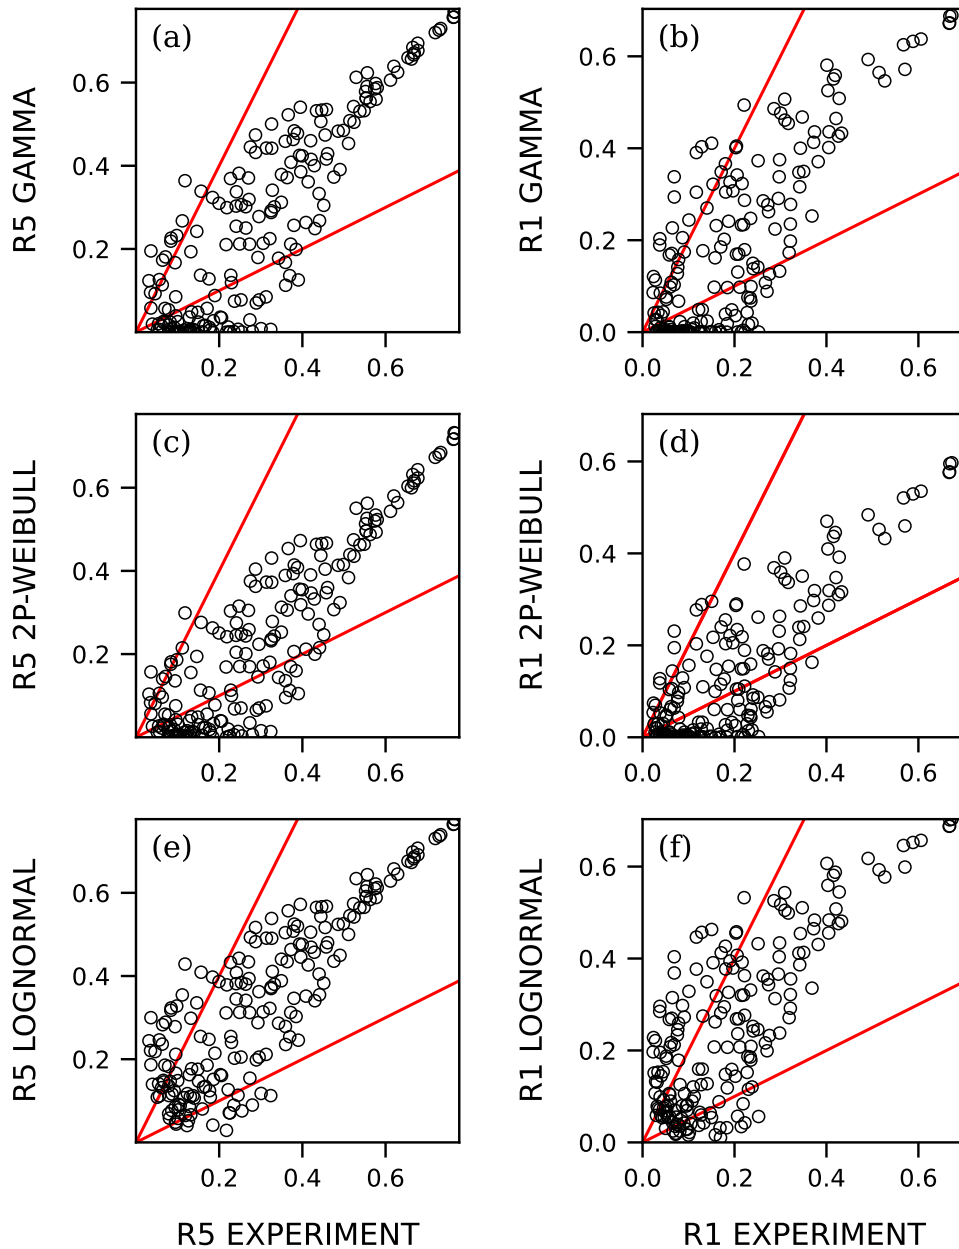 (a)
R5 GAMMA
0.6
0.4
0.2
0.2 0.4 0.6
(b)
R1 GAMMA
0.6
0.4
0.2
0.0
0.0 0.2 0.4 0.6
(c)
R5 2P-WEIBULL
0.6
0.4
0.2
0.2 0.4 0.6
(d)
R1 2P-WEIBULL
0.6
0.4
0.2
0.0
0.0 0.2 0.4 0.6
(e)
R5 LOGNORMAL
0.6
0.4
0.2
0.2 0.4 0.6
R5 EXPERIMENT
(f)
R1 LOGNORMAL
0.6
0.4
0.2
0.0
0.0 0.2 0.4 0.6
R1 EXPERIMENT